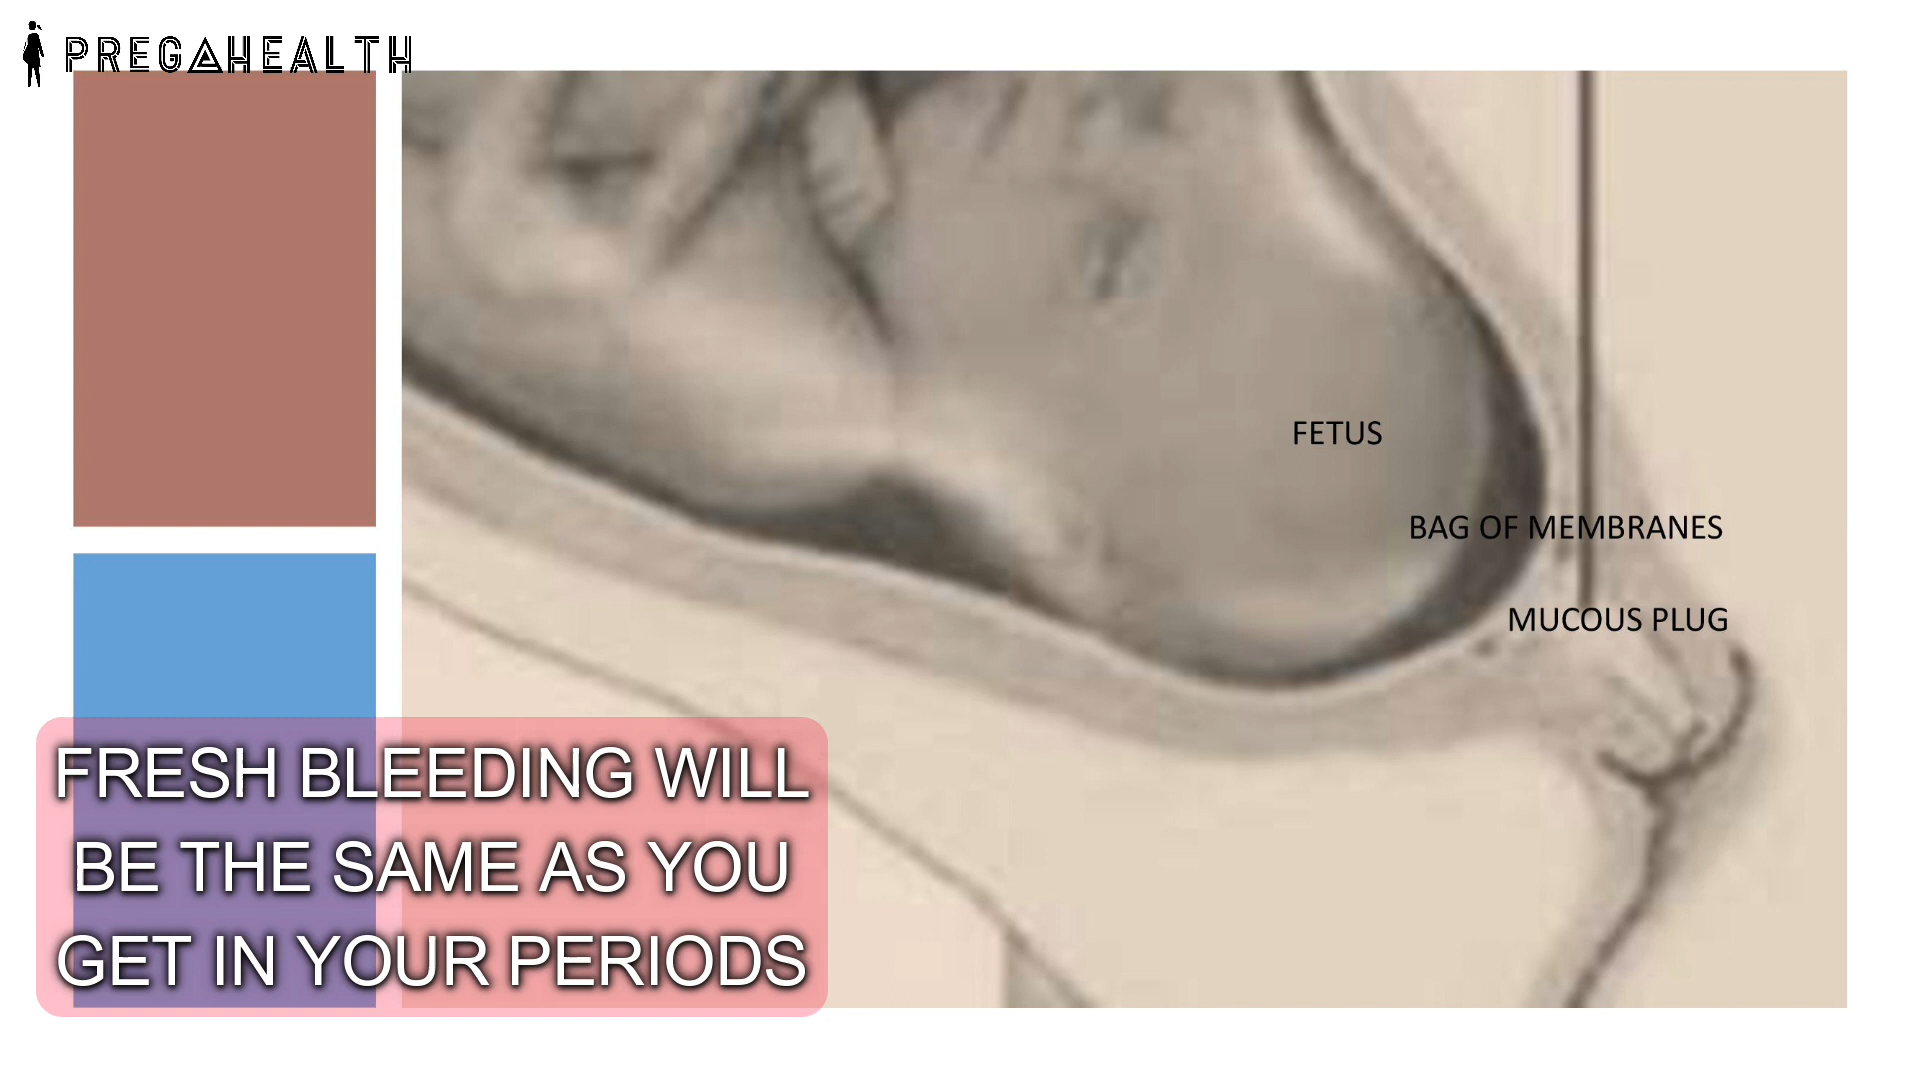 PREGAHEALTH
FETUS
BAG OF MEMBRANES
MUCOUS PLUG
FRESH BLEEDING WILL
BE THE SAME AS YOU
GET IN YOUR PERIODS